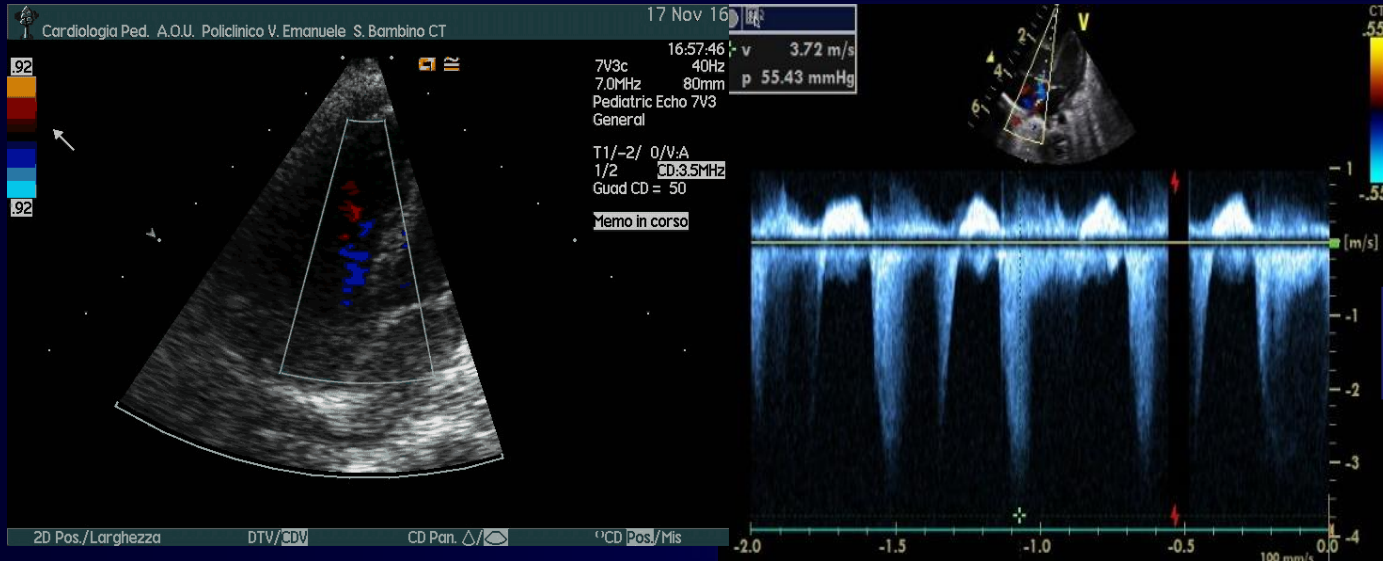 17 Nov 16
Cardiologia Ped. A.O.U. Policlinico V. Emanuele S. Bambino CT
16:57:46
7V3c 40Hz
7.0MHz 80mm
Pediatric Echo 7V3
General
T1/-2/ 0/V:A
1/2 CD:3.5MHz
Guad CD = 50
Memo in corso
.92
.92
2D Pos./Larghezza DTV/CDV CD Pan. CD Pos./Mis
v 3.72 m/s
p 55.43 mmHg
V
2
4
6
CT
.55
-.55
1
[m/s]
-1
-2
-3
-4
-2.0 -1.5 -1.0 -0.5 0.0
100 mm/s